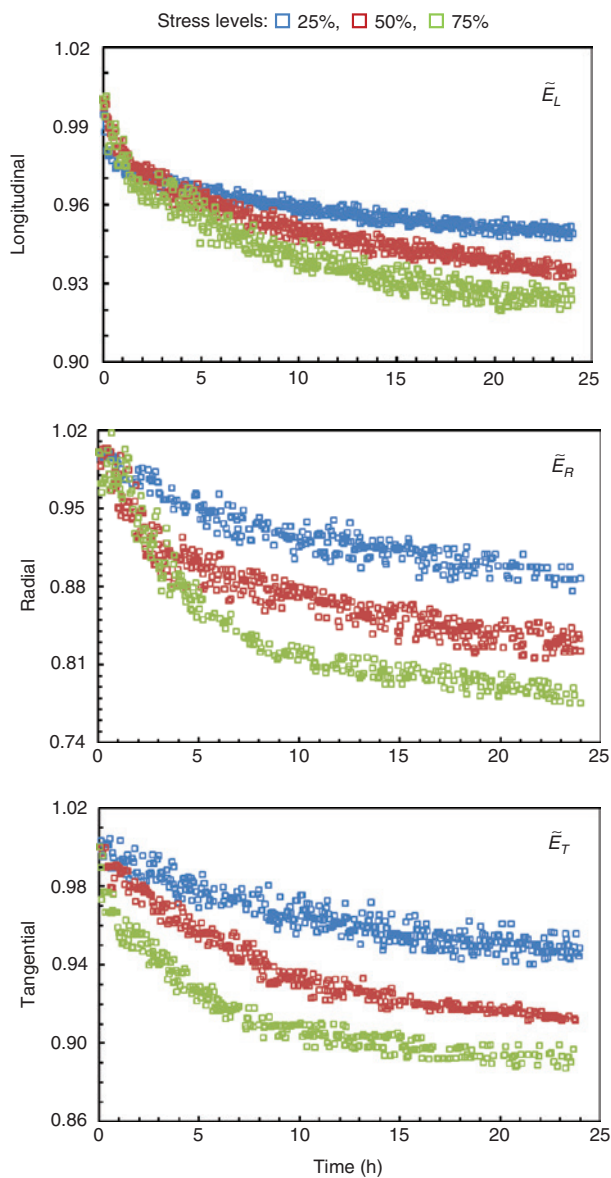 Stress levels: 25%, 50%, 75%
1.02
0.99
0.96
0.93
0.90
Longitudinal
ẼL
0 5 10 15 20 25
1.02
0.95
0.88
0.81
0.74
Radial
ẼR
0 5 10 15 20 25
1.02
0.98
0.94
0.90
0.86
Tangential
ẼT
0 5 10 15 20 25
Time (h)